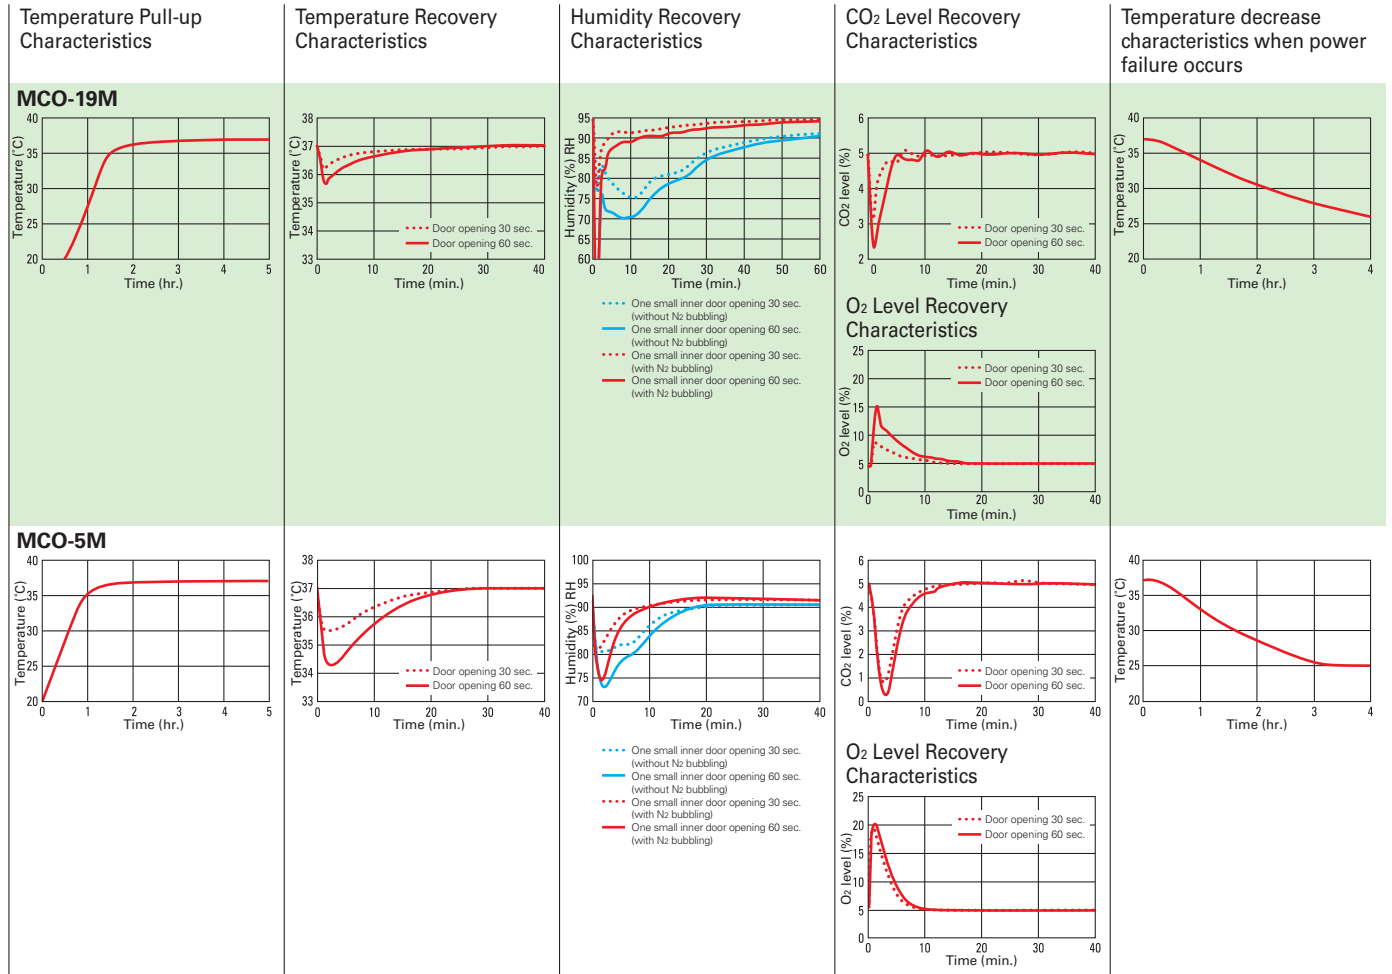 Temperature Pull-up
Characteristics
Temperature Recovery
Characteristics
Humidity Recovery
Characteristics
CO2 Level Recovery
Characteristics
Temperature decrease
characteristics when power
failure occurs
MCO-19M
Temperature (˚C)
40
35
30
25
20
0 1 2 3 4 5
Time (hr.)
Temperature (˚C)
38
37
36
35
34
33
Door opening 30 sec.
Door opening 60 sec.
0 10 20 30 40
Time (min.)
Humidity (%) RH
95
90
85
80
75
70
65
60
0 10 20 30 40 50 60
Time (min.)
One small inner door opening 30 sec.
(without N2 bubbling)
One small inner door opening 60 sec.
(without N2 bubbling)
One small inner door opening 30 sec.
(with N2 bubbling)
One small inner door opening 60 sec.
(with N2 bubbling)
CO2 level (%)
6
5
4
3
2
Door opening 30 sec.
Door opening 60 sec.
0 10 20 30 40
Time (min.)
O2 Level Recovery
Characteristics
O2 level (%)
25
20
15
10
5
0
Door opening 30 sec.
Door opening 60 sec.
0 10 20 30 40
Time (min.)
Temperature (˚C)
40
35
30
25
20
0 1 2 3 4
Time (hr.)
MCO-5M
Temperature (˚C)
40
35
30
25
20
0 1 2 3 4 5
Time (hr.)
Temperature (˚C)
38
37
36
35
34
33
Door opening 30 sec.
Door opening 60 sec.
0 10 20 30 40
Time (min.)
Humidity (%) RH
100
95
90
85
80
75
70
0 10 20 30 40
Time (min.)
One small inner door opening 30 sec.
(without N2 bubbling)
One small inner door opening 60 sec.
(without N2 bubbling)
One small inner door opening 30 sec.
(with N2 bubbling)
One small inner door opening 60 sec.
(with N2 bubbling)
CO2 level (%)
6
5
4
3
2
1
0
Door opening 30 sec.
Door opening 60 sec.
0 10 20 30 40
Time (min.)
O2 Level Recovery
Characteristics
O2 level (%)
25
20
15
10
5
0
Door opening 30 sec.
Door opening 60 sec.
0 10 20 30 40
Time (min.)
Temperature (˚C)
40
35
30
25
20
0 1 2 3 4
Time (hr.)